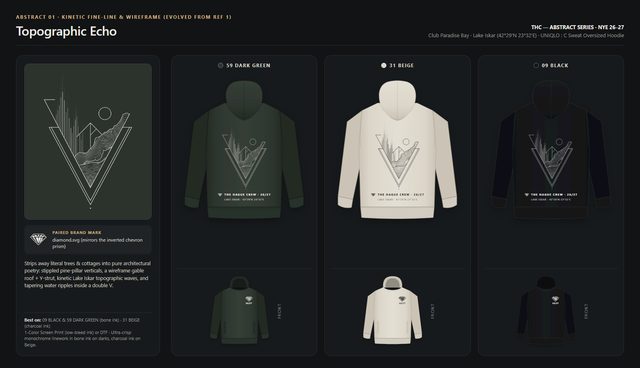 ABSTRACT 01 · KINETIC FINE-LINE & WIREFRAME (EVOLVED FROM REF 1)
Topographic Echo
THC — ABSTRACT SERIES · NYE 26-27
Club Paradise Bay · Lake Iskar (42°29'N 23°32'E) · UNIQLO : C Sweat Oversized Hoodie
PAIRED BRAND MARK
diamond.svg (mirrors the inverted chevron
prism)
Strips away literal trees & cottages into pure architectural
poetry: stippled pine-pillar verticals, a wireframe gable
roof + Y-strut, kinetic Lake Iskar topographic waves, and
tapering water ripples inside a double V.
Best on: 09 BLACK & 59 DARK GREEN (bone ink) · 31 BEIGE
(charcoal ink)
1-Color Screen Print (low-bleed ink) or DTF · Ultra-crisp
monochrome linework in bone ink on darks, charcoal ink on
Beige.
59 DARK GREEN
THE HAGUE CREW · 26/27
FRONT
31 BEIGE
THE HAGUE CREW · 26/27
FRONT
09 BLACK
THE HAGUE CREW · 26/27
FRONT